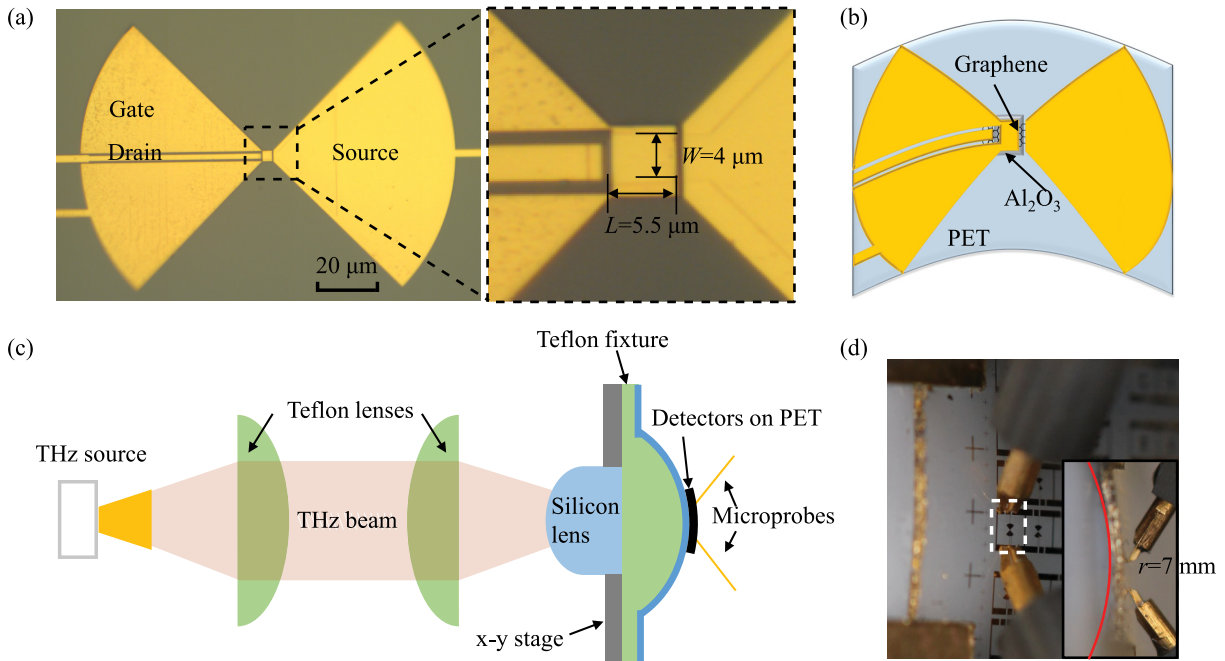 (a)
Gate
Drain
Source
20 μm
W=4 μm
L=5.5 μm
(b)
Graphene
Al₂O₃
PET
(c)
THz source
Teflon lenses
THz beam
Silicon
lens
Teflon fixture
Detectors on PET
Microprobes
x-y stage
(d)
r=7 mm